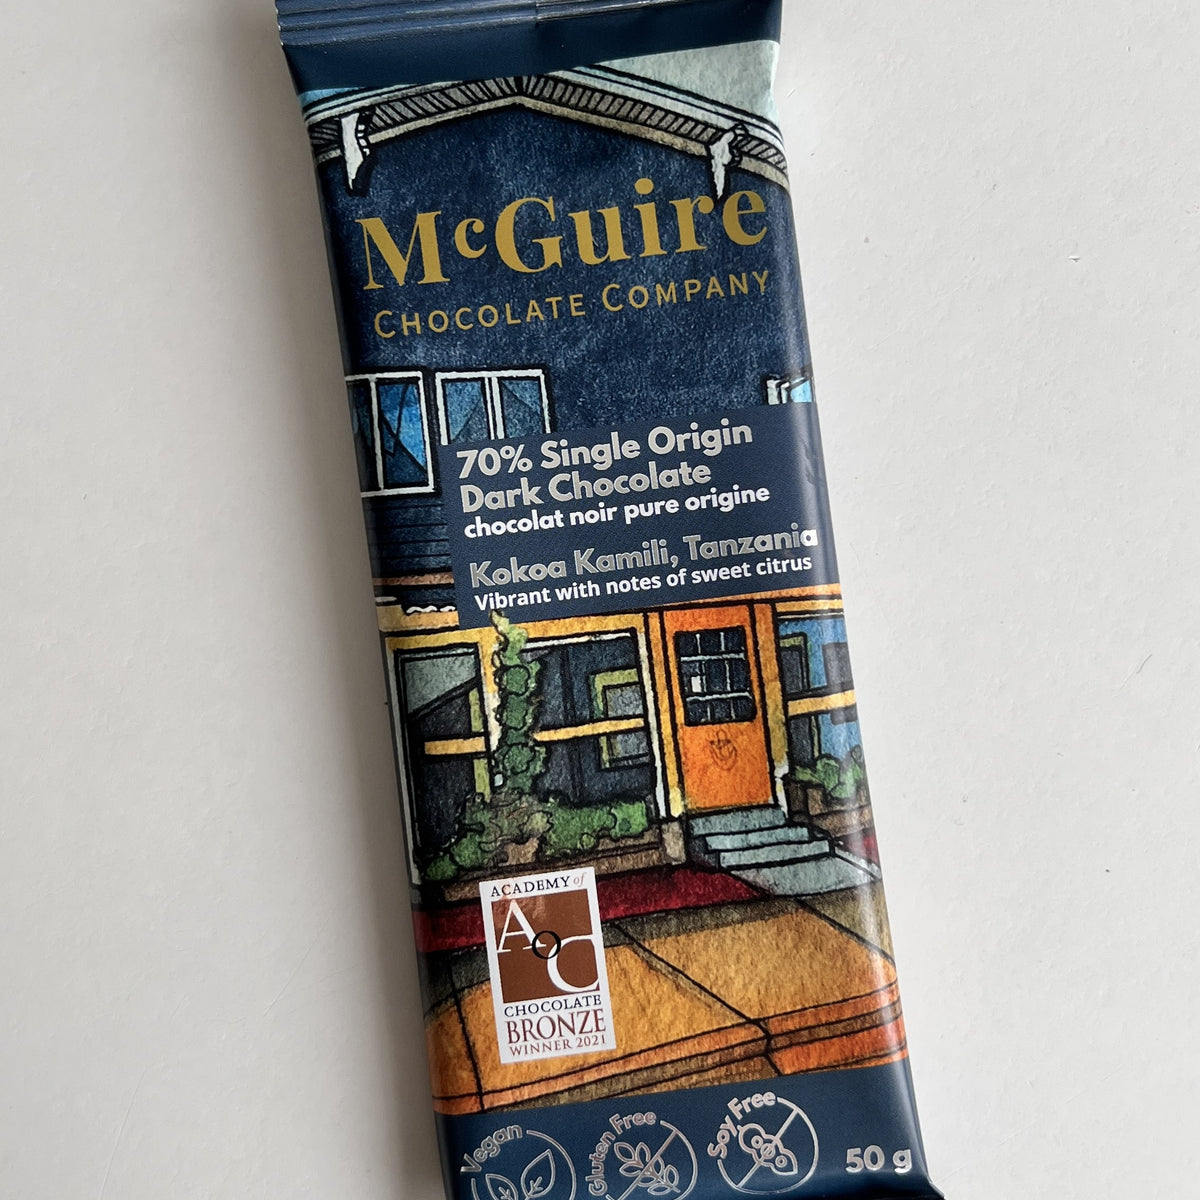 McGuire
CHOCOLATE COMPANY
70% Single Origin
Dark Chocolate
chocolat noir pure origine
Kokoa Kamili, Tanzania
Vibrant with notes of sweet citrus
ACADEMY of
AOC
CHOCOLATE
BRONZE
WINNER 2021
Vegan
Gluten Free
Soy Free
50 g